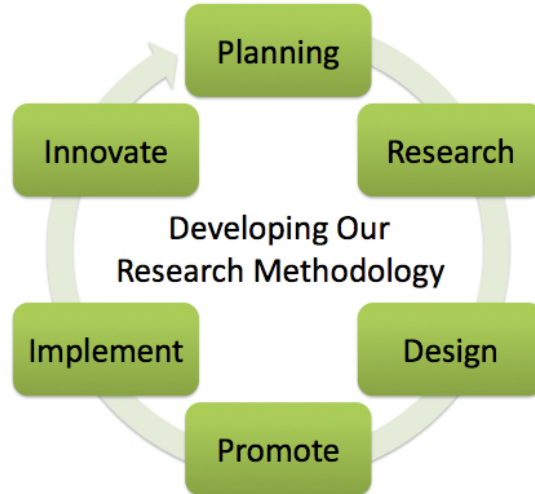 Planning
Research
Design
Promote
Implement
Innovate
Developing Our
Research Methodology